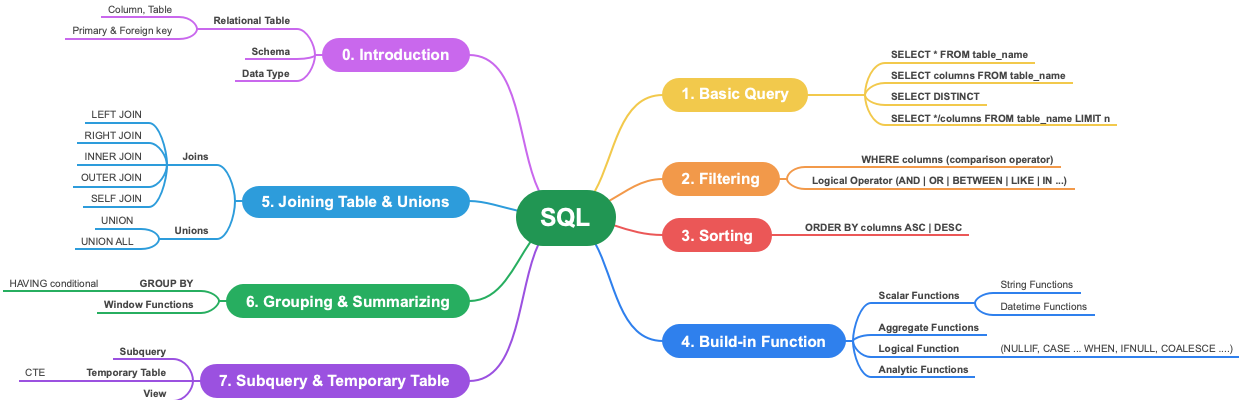 SQL
0. Introduction
Relational Table
Column, Table
Primary & Foreign key
Schema
Data Type
1. Basic Query
SELECT * FROM table_name
SELECT columns FROM table_name
SELECT DISTINCT
SELECT */columns FROM table_name LIMIT n
2. Filtering
WHERE columns (comparison operator)
Logical Operator (AND | OR | BETWEEN | LIKE | IN ...)
3. Sorting
ORDER BY columns ASC | DESC
4. Build-in Function
Scalar Functions
String Functions
Datetime Functions
Aggregate Functions
Logical Function
(NULLIF, CASE ... WHEN, IFNULL, COALESCE ....)
Analytic Functions
5. Joining Table & Unions
Joins
LEFT JOIN
RIGHT JOIN
INNER JOIN
OUTER JOIN
SELF JOIN
Unions
UNION
UNION ALL
6. Grouping & Summarizing
GROUP BY
HAVING conditional
Window Functions
7. Subquery & Temporary Table
Subquery
Temporary Table
CTE
View